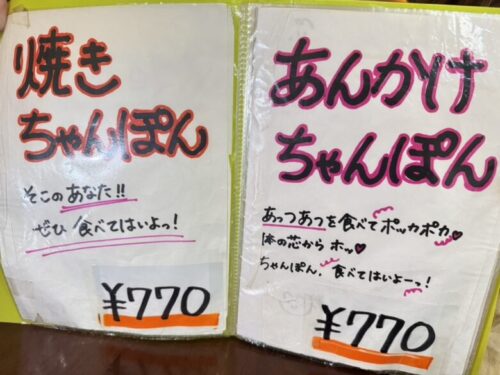 焼き
ちゃんぽん
そこのあなた!!
ぜひ食べてはいよっ!
¥770
あんかけ
ちゃんぽん
あっつあつを食べてポッカポカ♥
体の芯からホッ♥
ちゃんぽん、食べてはいよーっ!
¥770